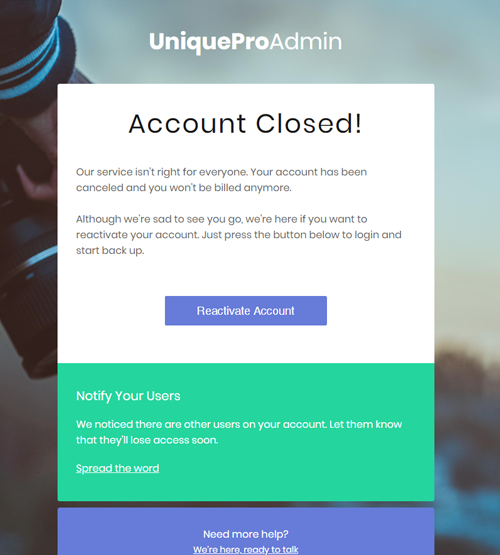 UniqueProAdmin
Account Closed!
Our service isn't right for everyone. Your account has been
canceled and you won't be billed anymore.
Although we're sad to see you go, we're here if you want to
reactivate your account. Just press the button below to login and
start back up.
Reactivate Account
Notify Your Users
We noticed there are other users on your account. Let them know
that they'll lose access soon.
Spread the word
Need more help?
We're here, ready to talk